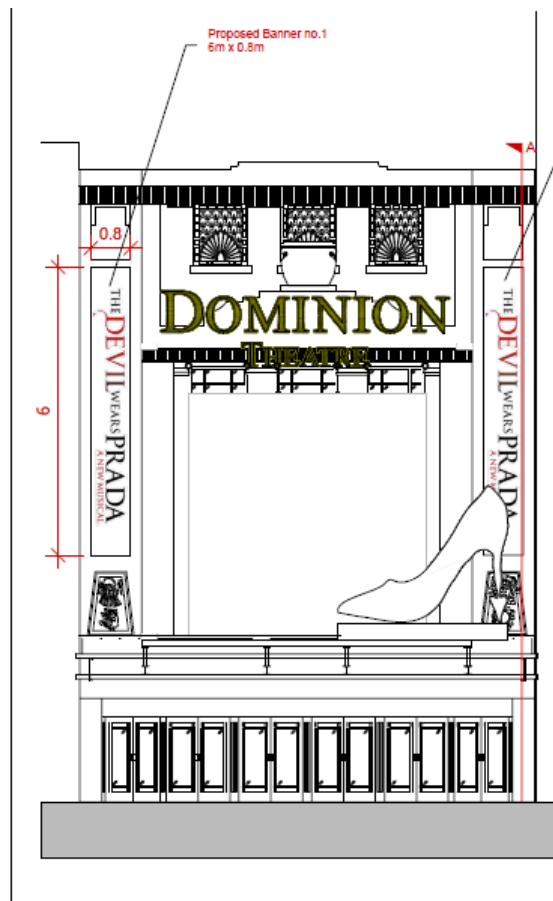 Proposed Banner no.1
6m x 0.8m
A
0.8
DOMINION
THEATRE
THE
DEVIL
WEARS
PRADA
A NEW MUSICAL
6
THE
DEVIL
WEARS
PRADA
A NEW M